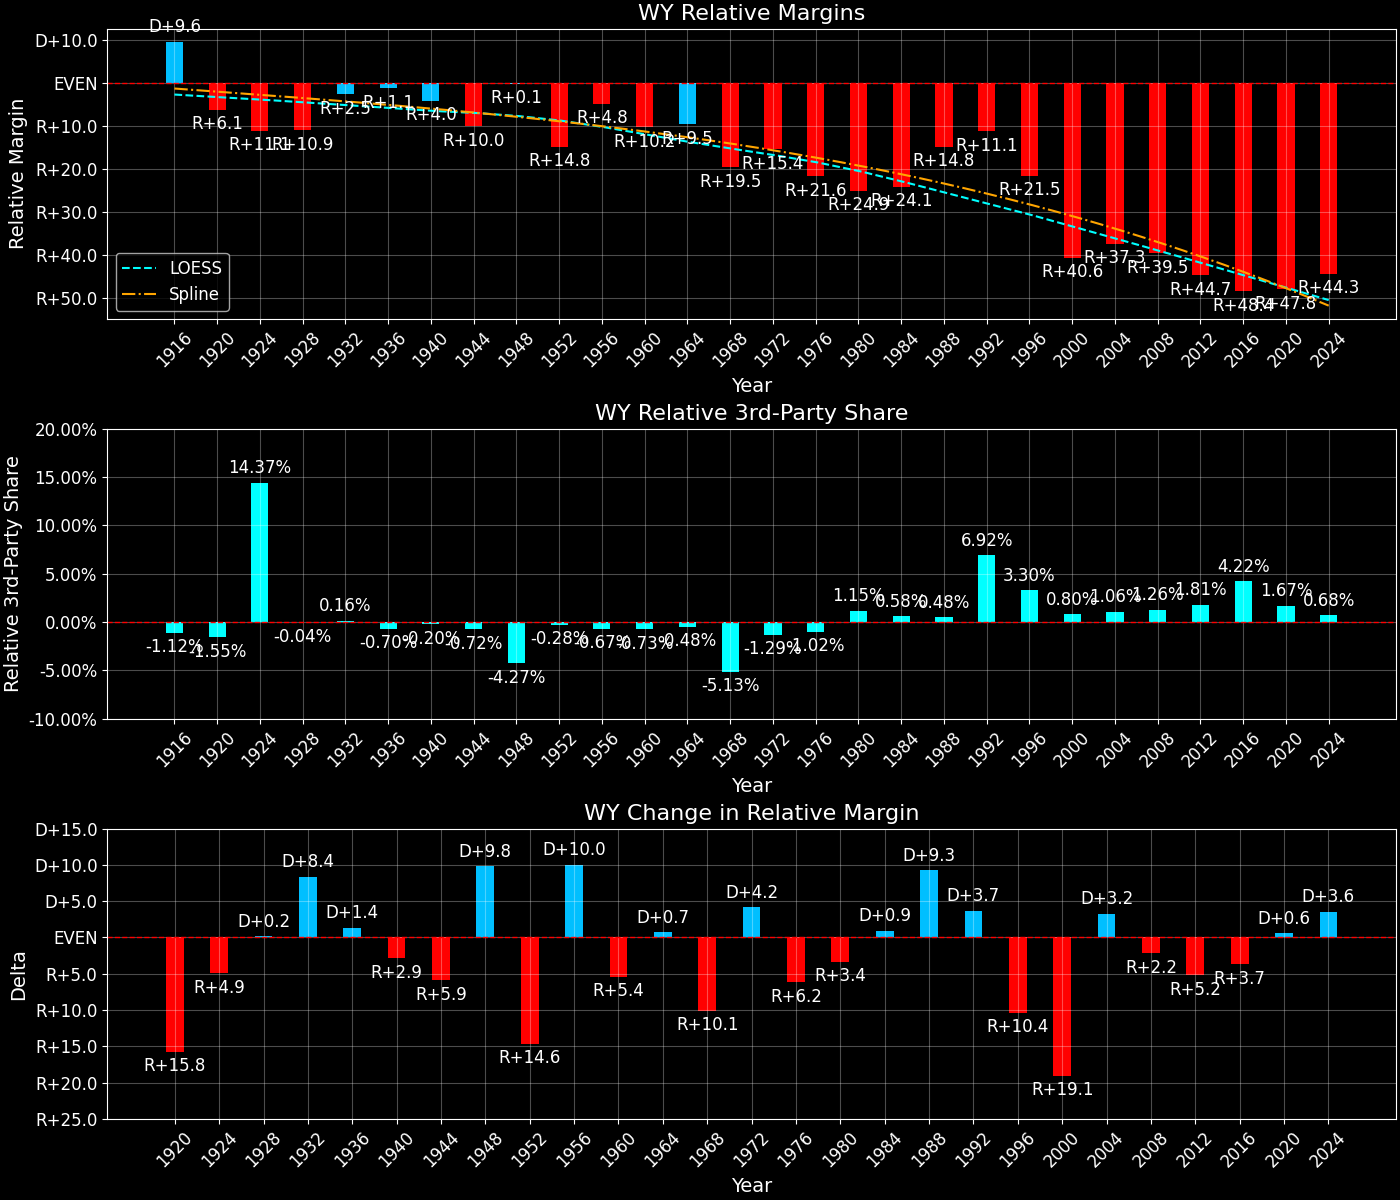 WY Relative Margins
Relative Margin
D+10.0
EVEN
R+10.0
R+20.0
R+30.0
R+40.0
R+50.0
D+9.6
R+6.1
R+11.1
R+10.9
R+2.5
R+1.1
R+4.0
R+10.0
R+0.1
R+14.8
R+4.8
R+10.2
R+9.5
R+19.5
R+15.4
R+21.6
R+24.9
R+24.1
R+14.8
R+11.1
R+21.5
R+40.6
R+37.3
R+39.5
R+44.7
R+48.4
R+47.8
R+44.3
LOESS
Spline
1916 1920 1924 1928 1932 1936 1940 1944 1948 1952 1956 1960 1964 1968 1972 1976 1980 1984 1988 1992 1996 2000 2004 2008 2012 2016 2020 2024
Year
WY Relative 3rd-Party Share
Relative 3rd-Party Share
20.00%
15.00%
10.00%
5.00%
0.00%
-5.00%
-10.00%
-1.12%
-1.55%
14.37%
-0.04%
0.16%
-0.70%
-0.20%
-0.72%
-4.27%
-0.28%
-0.67%
-0.73%
-0.48%
-5.13%
-1.29%
-1.02%
1.15%
0.58%
0.48%
6.92%
3.30%
0.80%
1.06%
1.26%
1.81%
4.22%
1.67%
0.68%
1916 1920 1924 1928 1932 1936 1940 1944 1948 1952 1956 1960 1964 1968 1972 1976 1980 1984 1988 1992 1996 2000 2004 2008 2012 2016 2020 2024
Year
WY Change in Relative Margin
Delta
D+15.0
D+10.0
D+5.0
EVEN
R+5.0
R+10.0
R+15.0
R+20.0
R+25.0
R+15.8
R+4.9
D+0.2
D+8.4
D+1.4
R+2.9
R+5.9
D+9.8
R+14.6
D+10.0
R+5.4
D+0.7
R+10.1
D+4.2
R+6.2
R+3.4
D+0.9
D+9.3
D+3.7
R+10.4
R+19.1
D+3.2
R+2.2
R+5.2
R+3.7
D+0.6
D+3.6
1920 1924 1928 1932 1936 1940 1944 1948 1952 1956 1960 1964 1968 1972 1976 1980 1984 1988 1992 1996 2000 2004 2008 2012 2016 2020 2024
Year